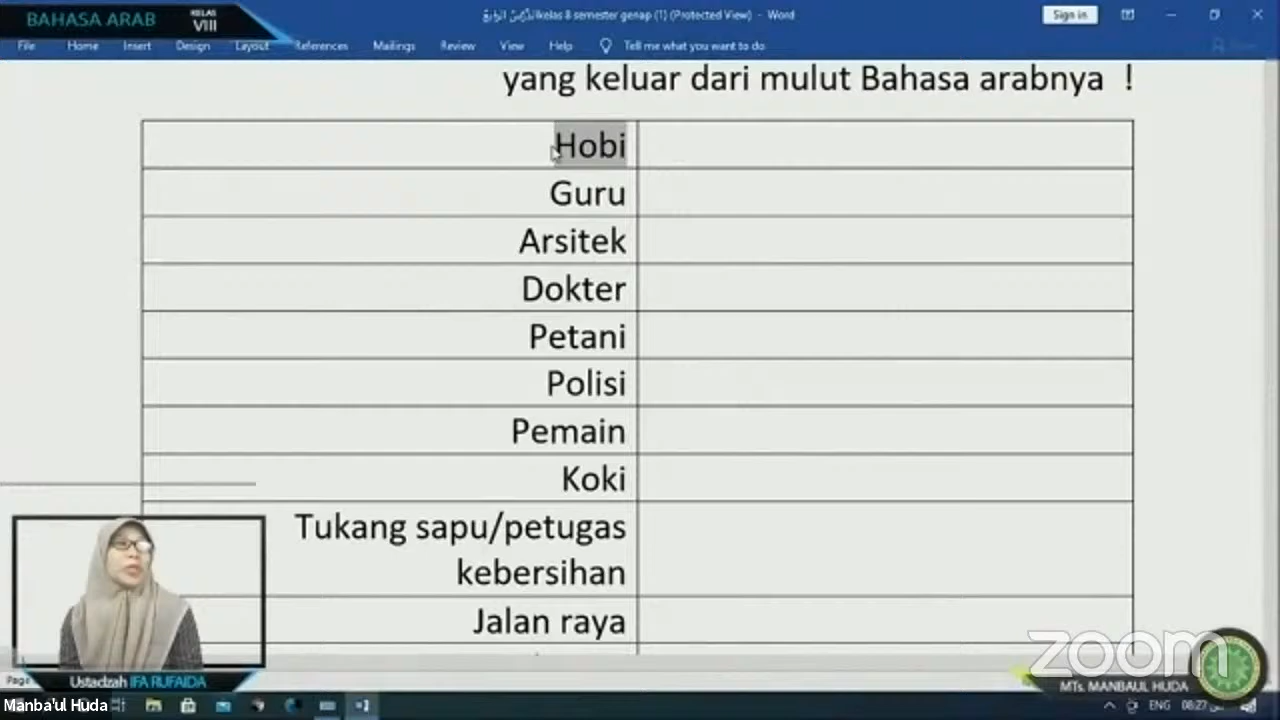 BAHASA ARAB
KELAS
VIII
kelas 8 semester genap (1) (Protected View) - Word
Sign in
File Home Insert Design Layout References Mailings Review View Help Tell me what you want to do
yang keluar dari mulut Bahasa arabnya !
Hobi
Guru
Arsitek
Dokter
Petani
Polisi
Pemain
Koki
Tukang sapu/petugas
kebersihan
Jalan raya
zoom
Page
Ustadzah IFA RUFAIDA
MTs. MANBAUL HUDA
Manba'ul Huda
ENG 08:27